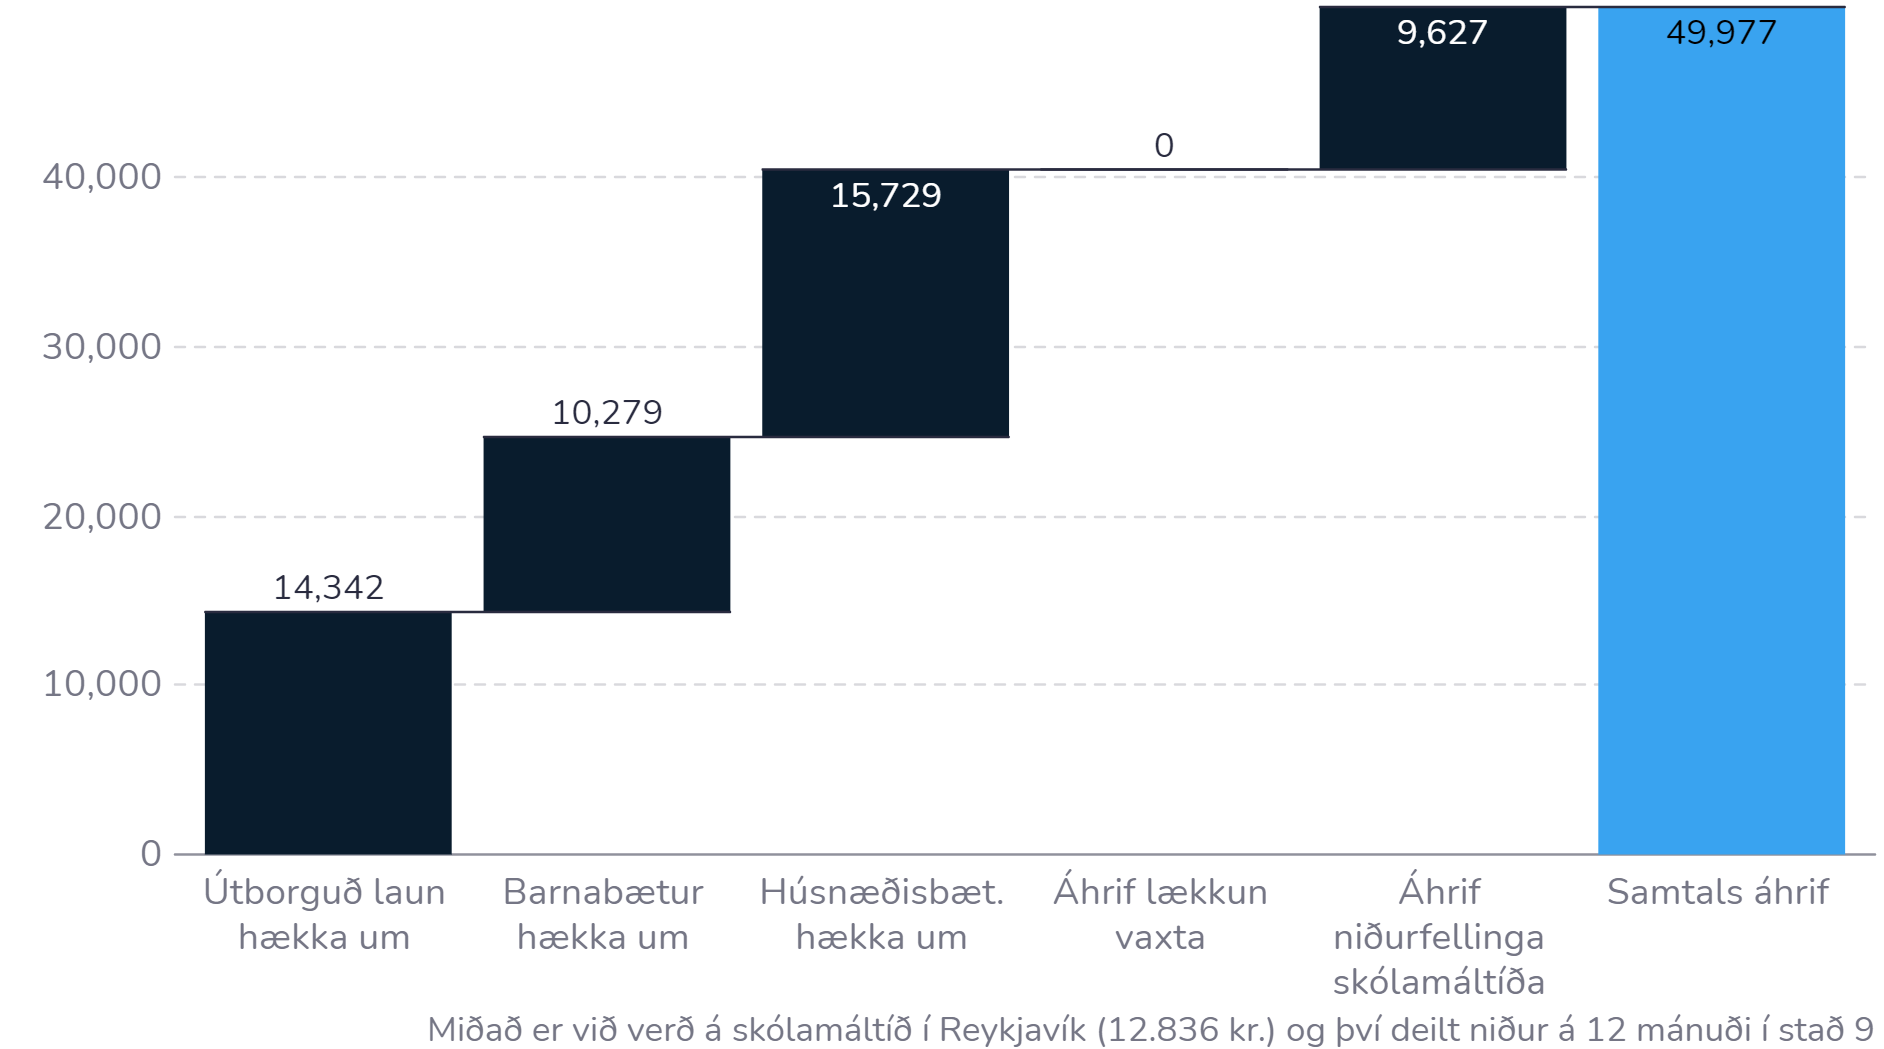 9,627
49,977
0
40,000
15,729
30,000
10,279
20,000
14,342
10,000
0
Útborguð laun
hækka um
Barnabætur
hækka um
Húsnæðisbæt.
hækka um
Áhrif lækkun
vaxta
Áhrif
niðurfellinga
skólamáltíða
Samtals áhrif
Miðað er við verð á skólamáltíð í Reykjavík (12.836 kr.) og því deilt niður á 12 mánuði í stað 9